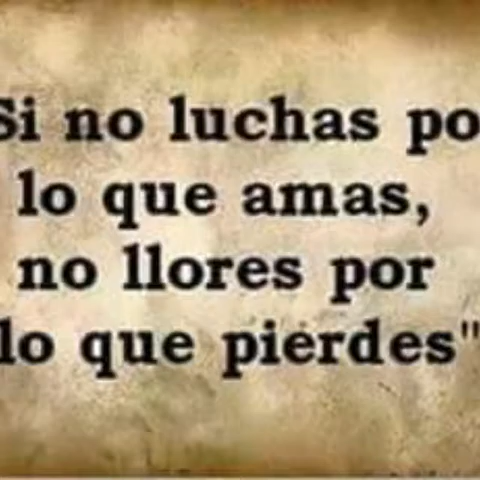 Si no luchas po
lo que amas,
no llores por
lo que pierdes"